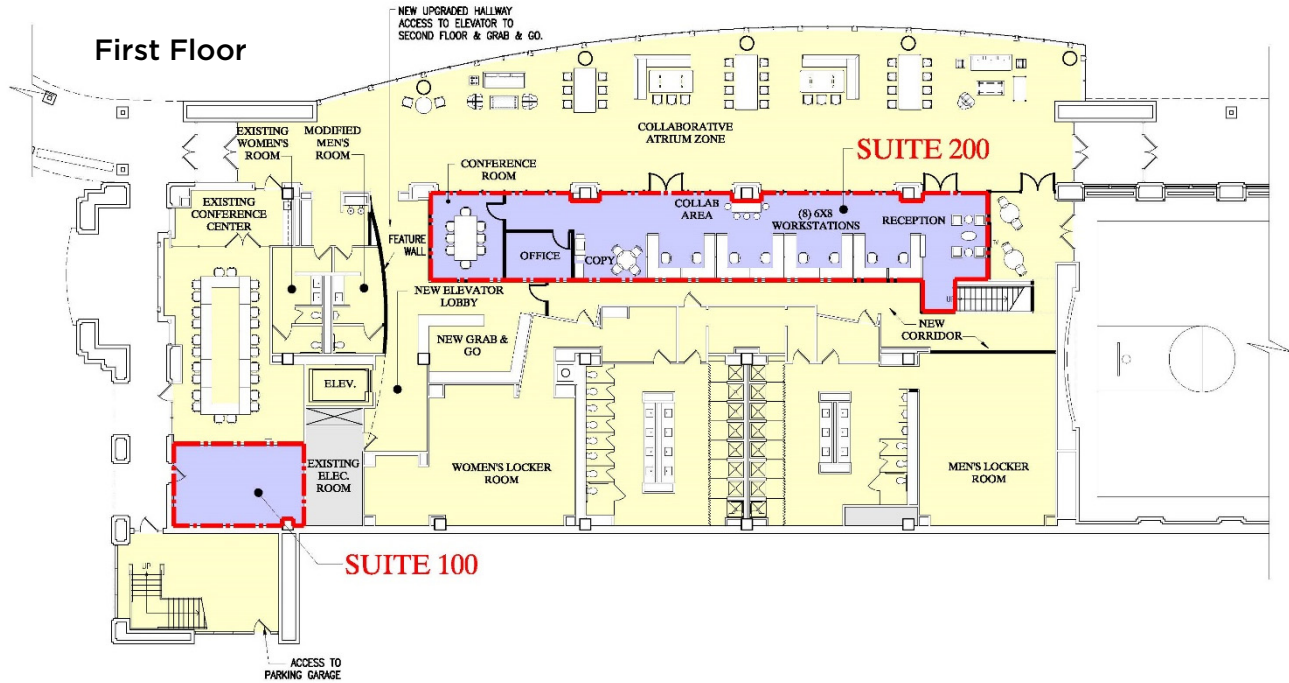 NEW UPGRADED HALLWAY
ACCESS TO ELEVATOR TO
SECOND FLOOR & GRAB & GO.
First Floor
EXISTING
WOMEN'S
ROOM
MODIFIED
MEN'S
ROOM
COLLABORATIVE
ATRIUM ZONE
SUITE 200
CONFERENCE
ROOM
EXISTING
CONFERENCE
CENTER
COLLAB
AREA
(8) 6X8
WORKSTATIONS
RECEPTION
FEATURE
WALL
OFFICE
COPY
NEW ELEVATOR
LOBBY
UP
NEW
CORRIDOR
NEW GRAB &
GO
ELEV.
EXISTING
ELEC.
ROOM
WOMEN'S LOCKER
ROOM
MEN'S LOCKER
ROOM
SUITE 100
UP
ACCESS TO
PARKING GARAGE